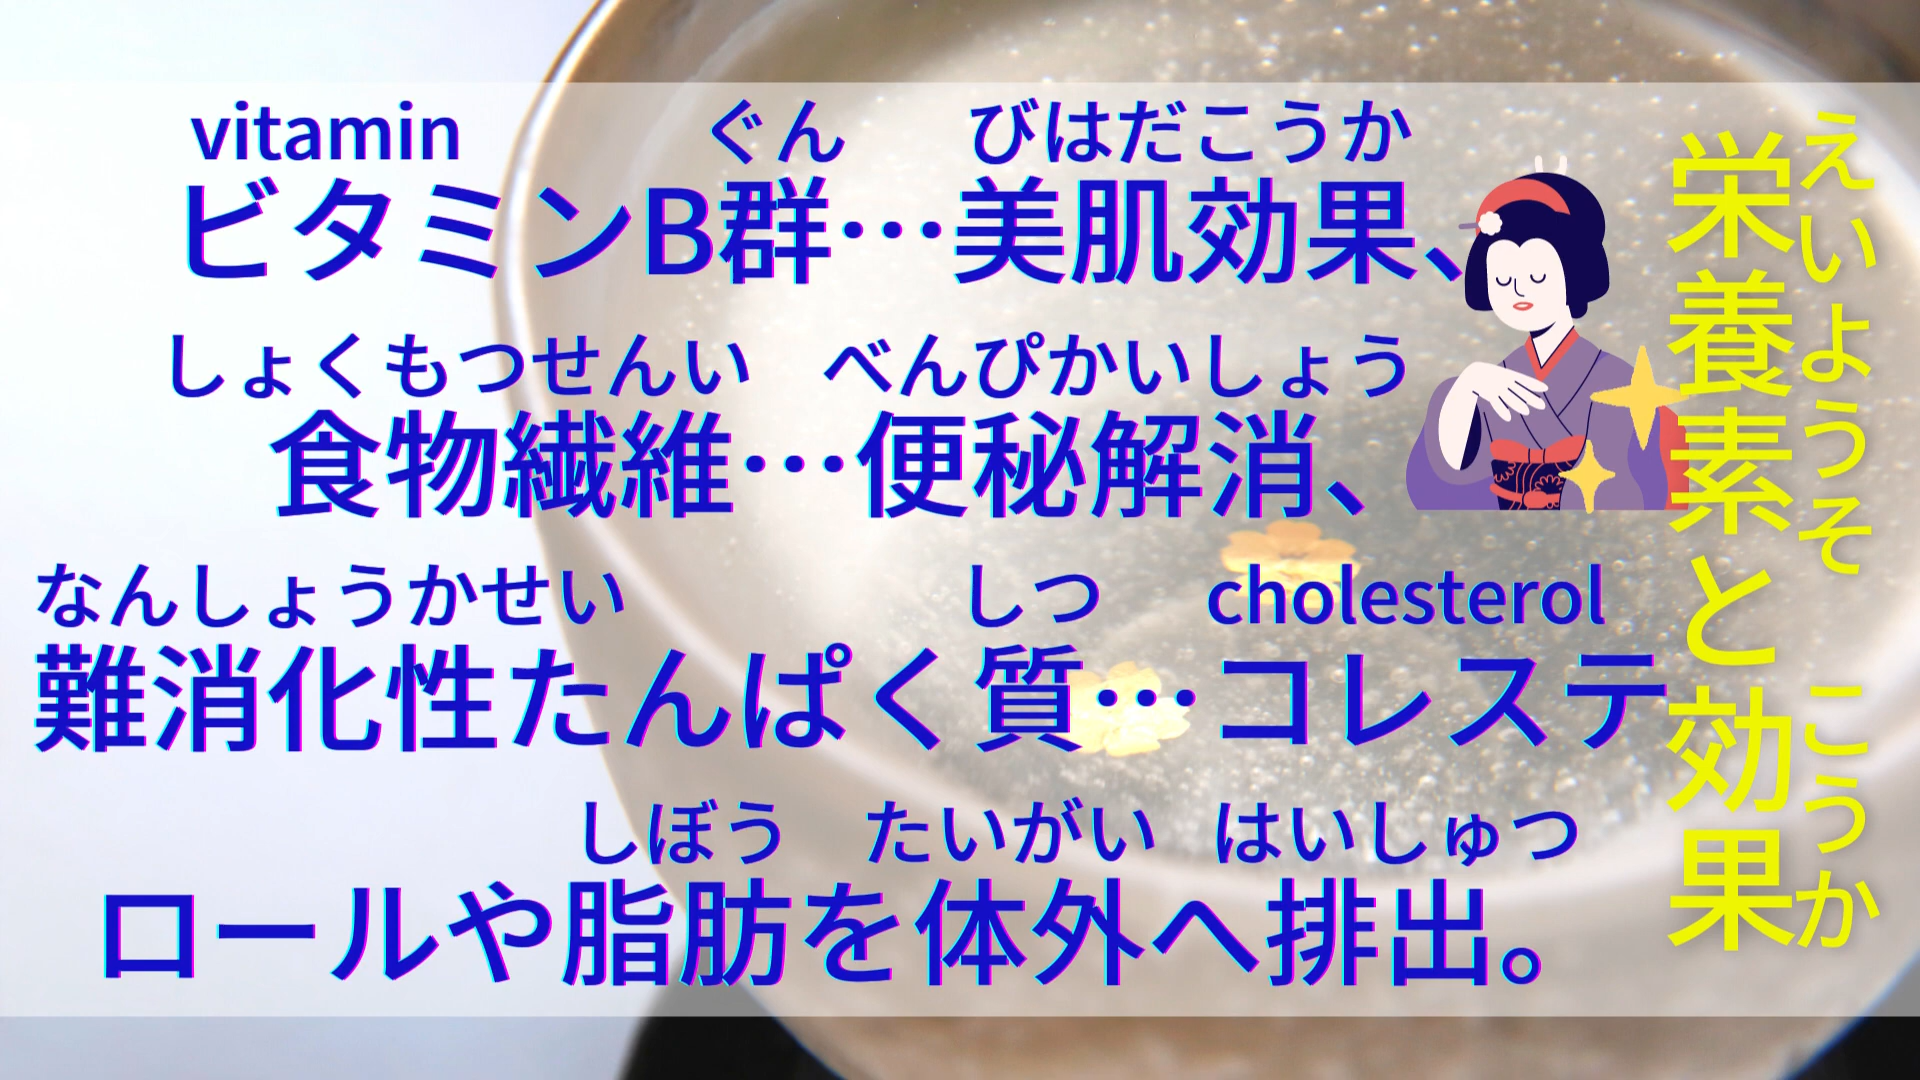 えいようそ こうか
栄養素と効果
vitamin ぐん びはだこうか
ビタミンB群…美肌効果、
しょくもつせんい べんぴかいしょう
食物繊維…便秘解消、
なんしょうかせい しつ cholesterol
難消化性たんぱく質…コレステ
しぼう たいがい はいしゅつ
ロールや脂肪を体外へ排出。